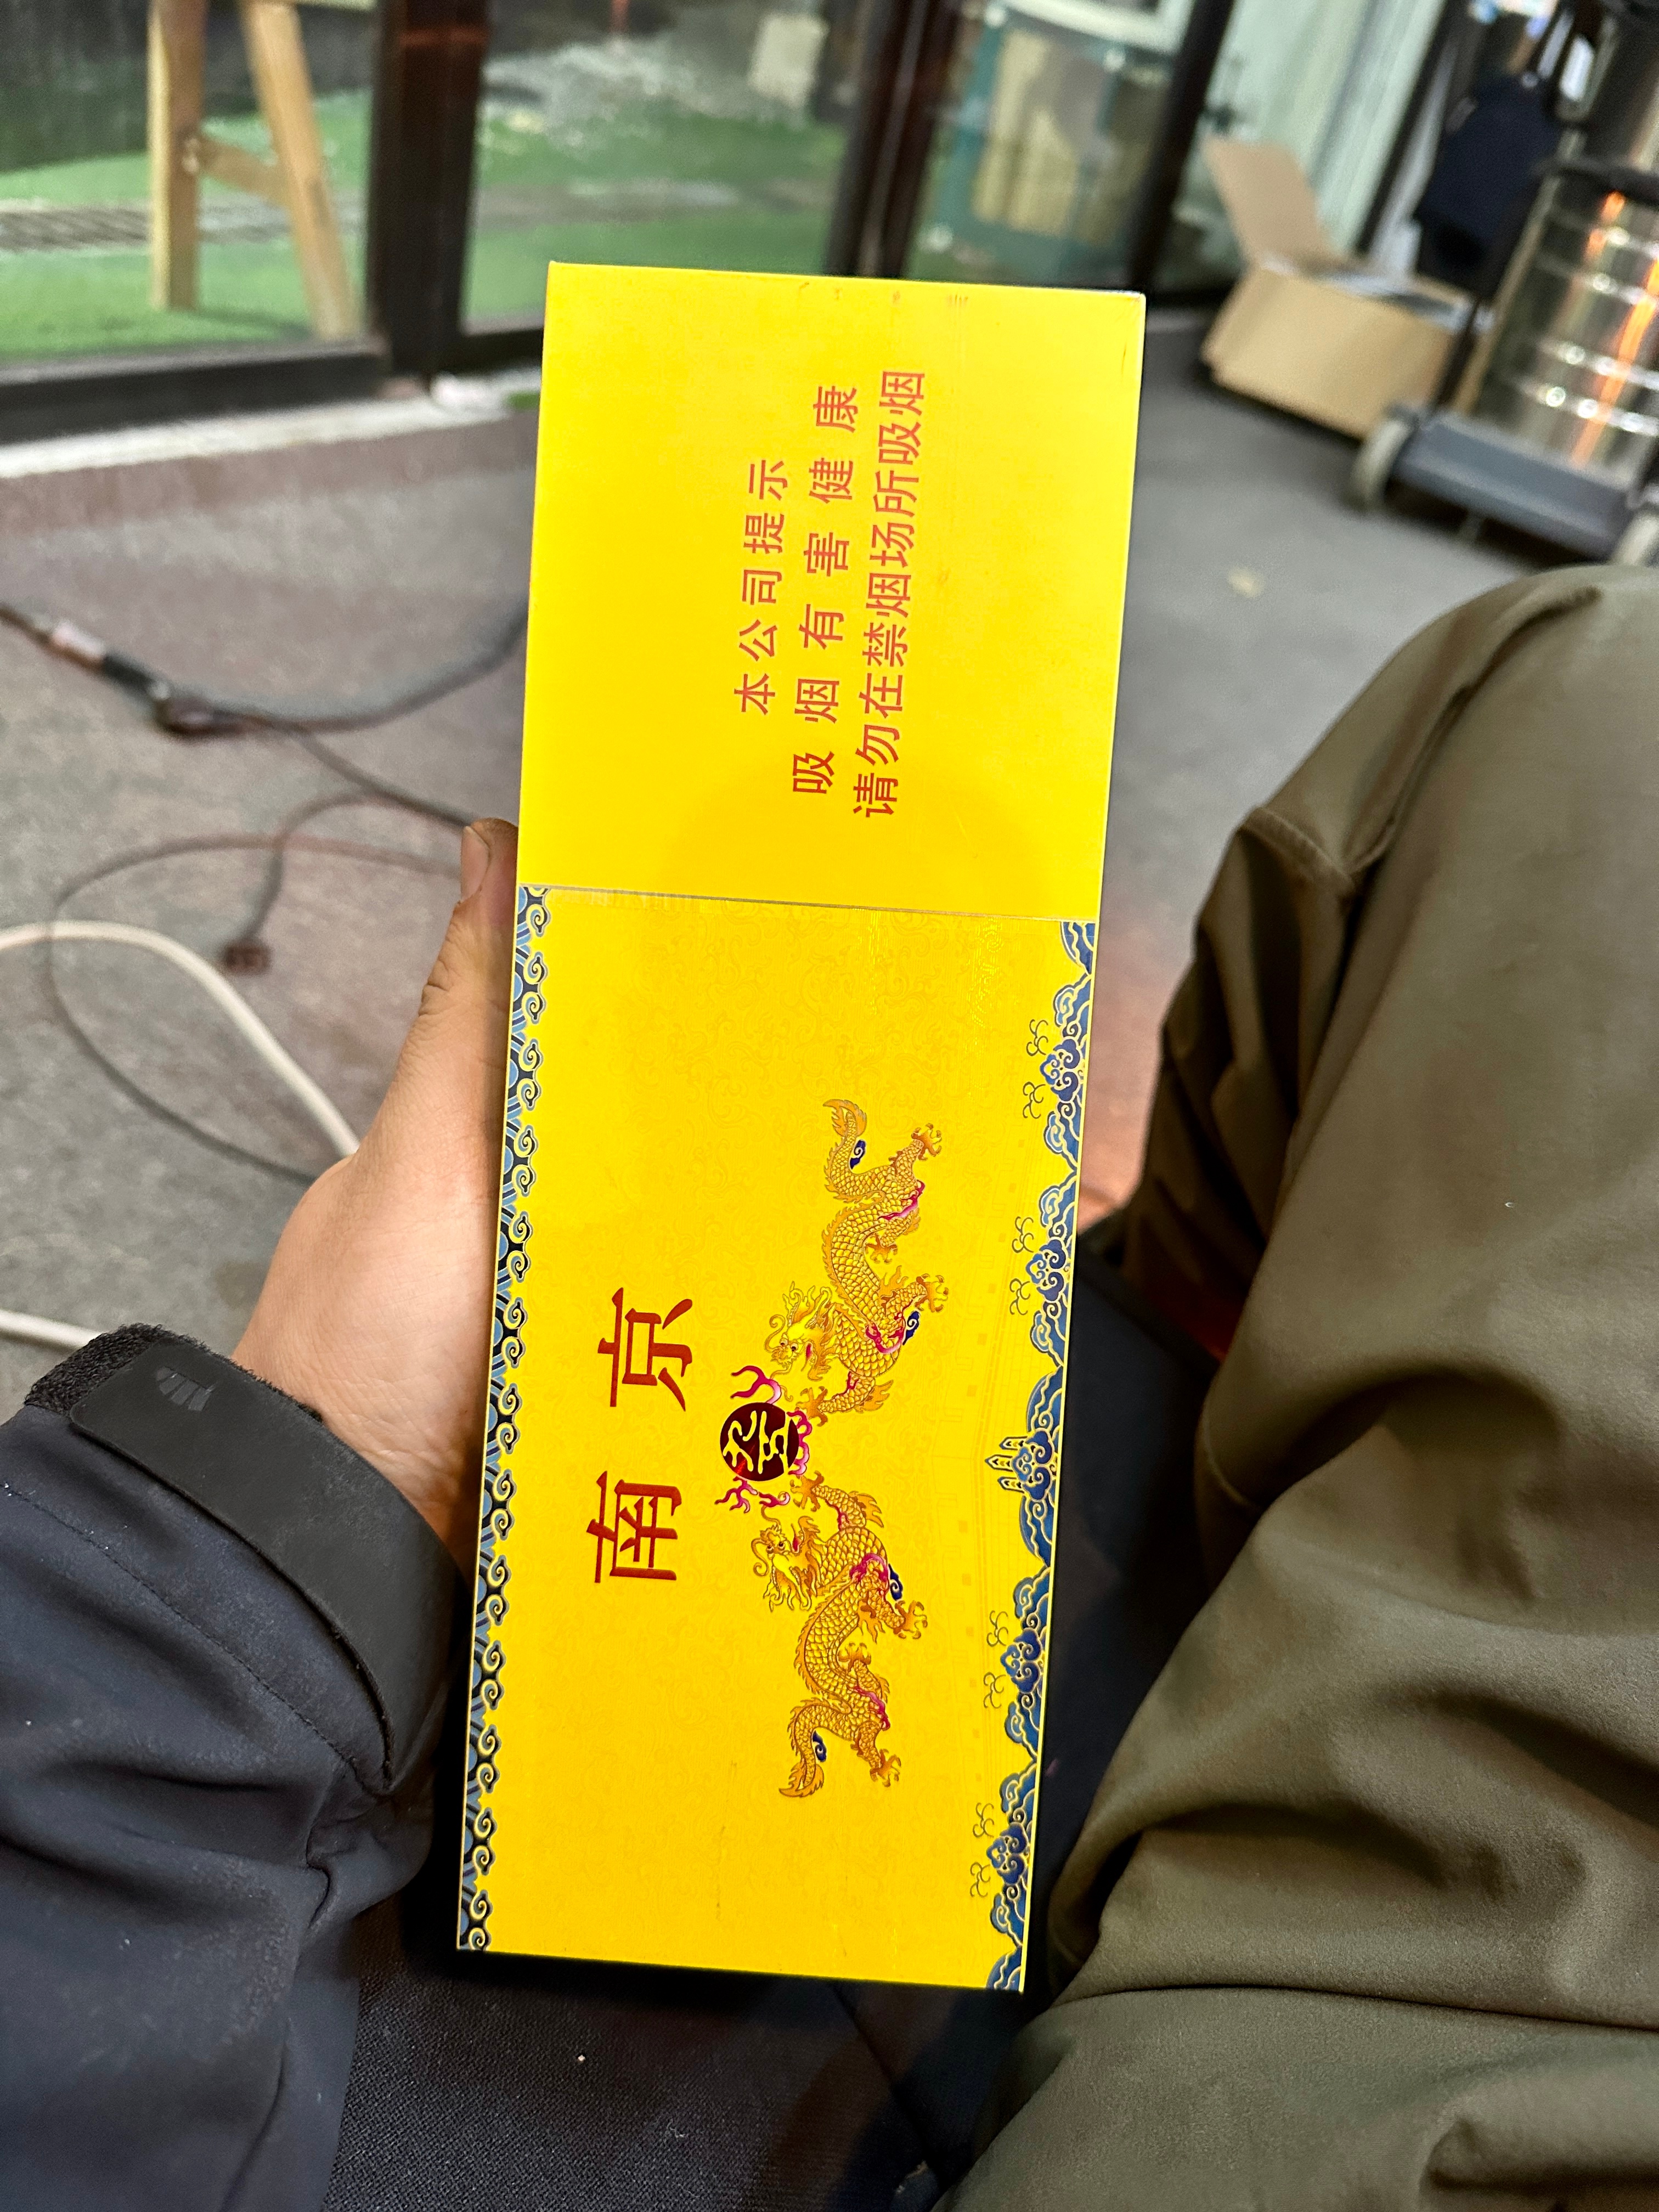 本公司提示
吸烟有害健康
请勿在禁烟场所吸烟
南京